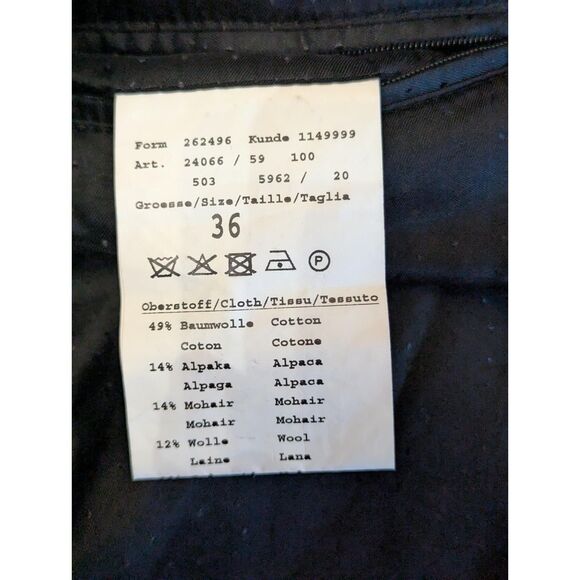 Form 262496 Kunde 1149999
Art. 24066 / 59 100
503 5962 / 20
Groesse/Size/Taille/Taglia
36
P
Oberstoff/Cloth/Tissu/Tessuto
49% Baumwolle Cotton
Coton Cotone
14% Alpaka Alpaca
Alpaga Alpaca
14% Mohair Mohair
Mohair Mohair
12% Wolle Wool
Laine Lana